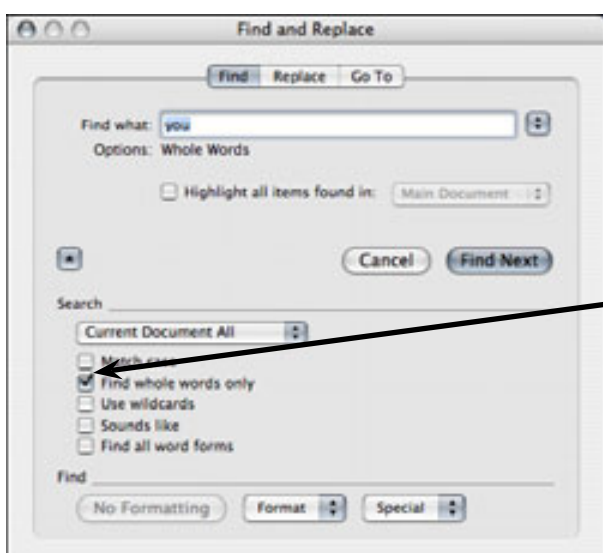 Find and Replace
Find Replace Go To
Find what: you
Options: Whole Words
Highlight all items found in: Main Document
Cancel Find Next
Search
Current Document All
Match case
Find whole words only
Use wildcards
Sounds like
Find all word forms
Find
No Formatting Format Special